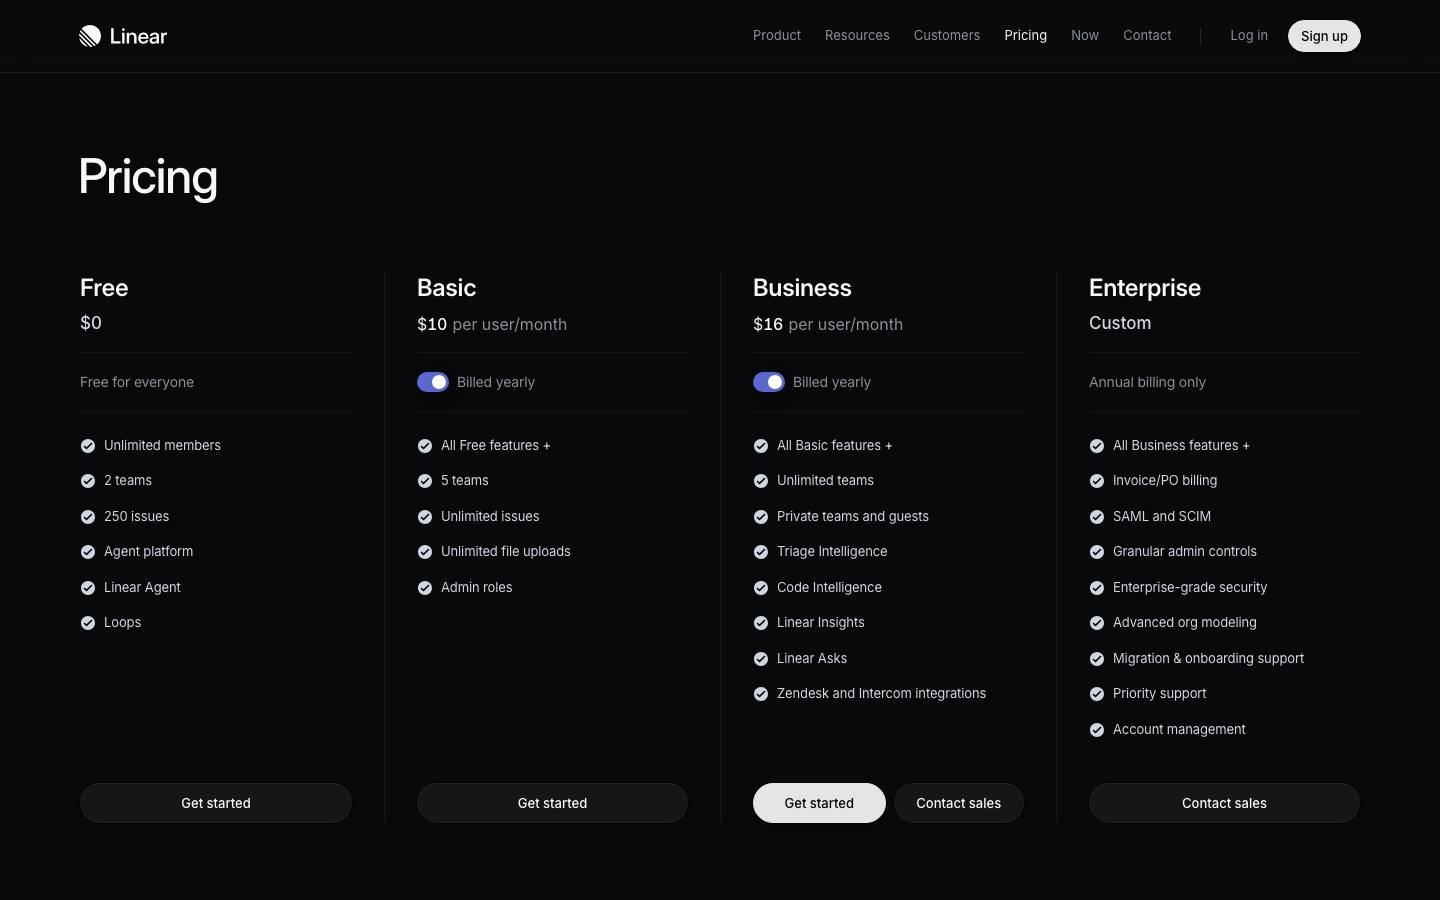 Linear
Product
Resources
Customers
Pricing
Now
Contact
Log in
Sign up
Pricing
Free
$0
Free for everyone
Unlimited members
2 teams
250 issues
Agent platform
Linear Agent
Loops
Get started
Basic
$10 per user/month
Billed yearly
All Free features +
5 teams
Unlimited issues
Unlimited file uploads
Admin roles
Get started
Business
$16 per user/month
Billed yearly
All Basic features +
Unlimited teams
Private teams and guests
Triage Intelligence
Code Intelligence
Linear Insights
Linear Asks
Zendesk and Intercom integrations
Get started
Contact sales
Enterprise
Custom
Annual billing only
All Business features +
Invoice/PO billing
SAML and SCIM
Granular admin controls
Enterprise-grade security
Advanced org modeling
Migration & onboarding support
Priority support
Account management
Contact sales